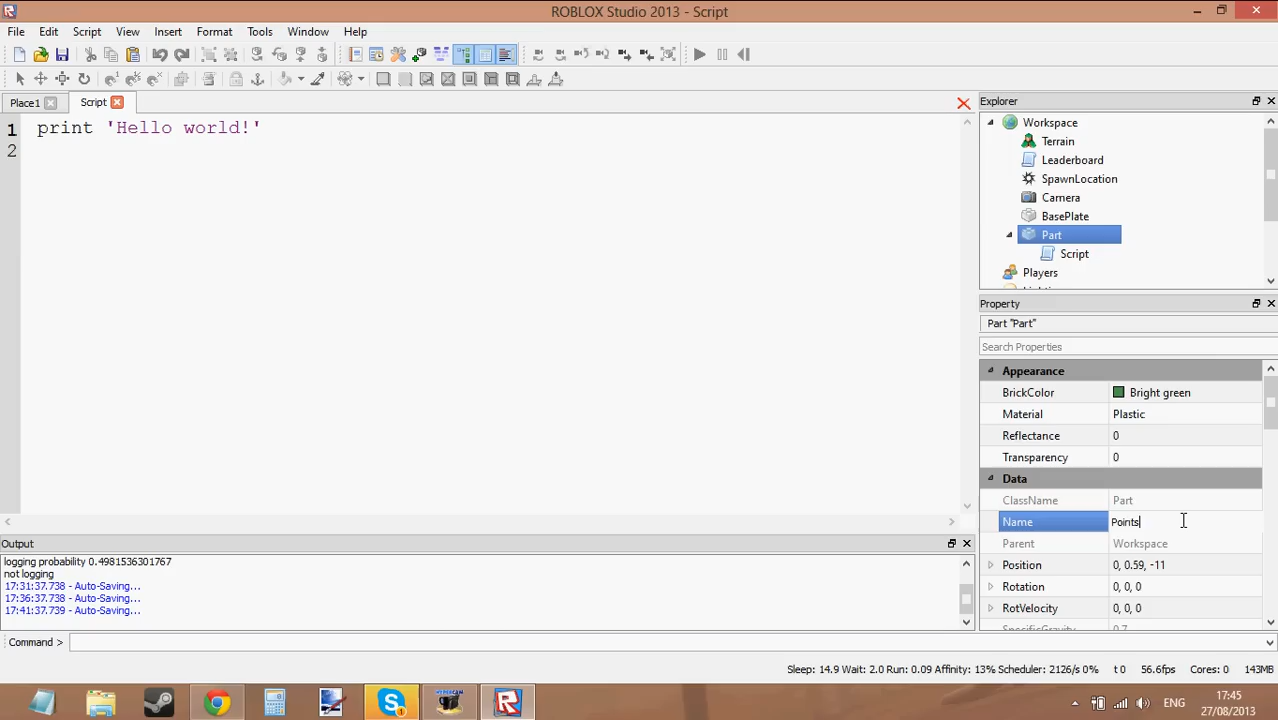 ROBLOX Studio 2013 - Script
File Edit Script View Insert Format Tools Window Help
Place1
Script
1 print 'Hello world!'
2
Explorer
Workspace
Terrain
Leaderboard
SpawnLocation
Camera
BasePlate
Part
Script
Players
Property
Part "Part"
Search Properties
Appearance
BrickColor Bright green
Material Plastic
Reflectance 0
Transparency 0
Data
ClassName Part
Name Points
Parent Workspace
Position 0, 0.59, -11
Rotation 0, 0, 0
RotVelocity 0, 0, 0
SpecificGravity 0.7
Output
logging probability 0.4981536301767
not logging
17:31:37.738 - Auto-Saving...
17:36:37.738 - Auto-Saving...
17:41:37.739 - Auto-Saving...
Command >
Sleep: 14.9 Wait: 2.0 Run: 0.09 Affinity: 13% Scheduler: 2126/s 0% t 0 56.6fps Cores: 0 143MB
ENG
17:45
27/08/2013